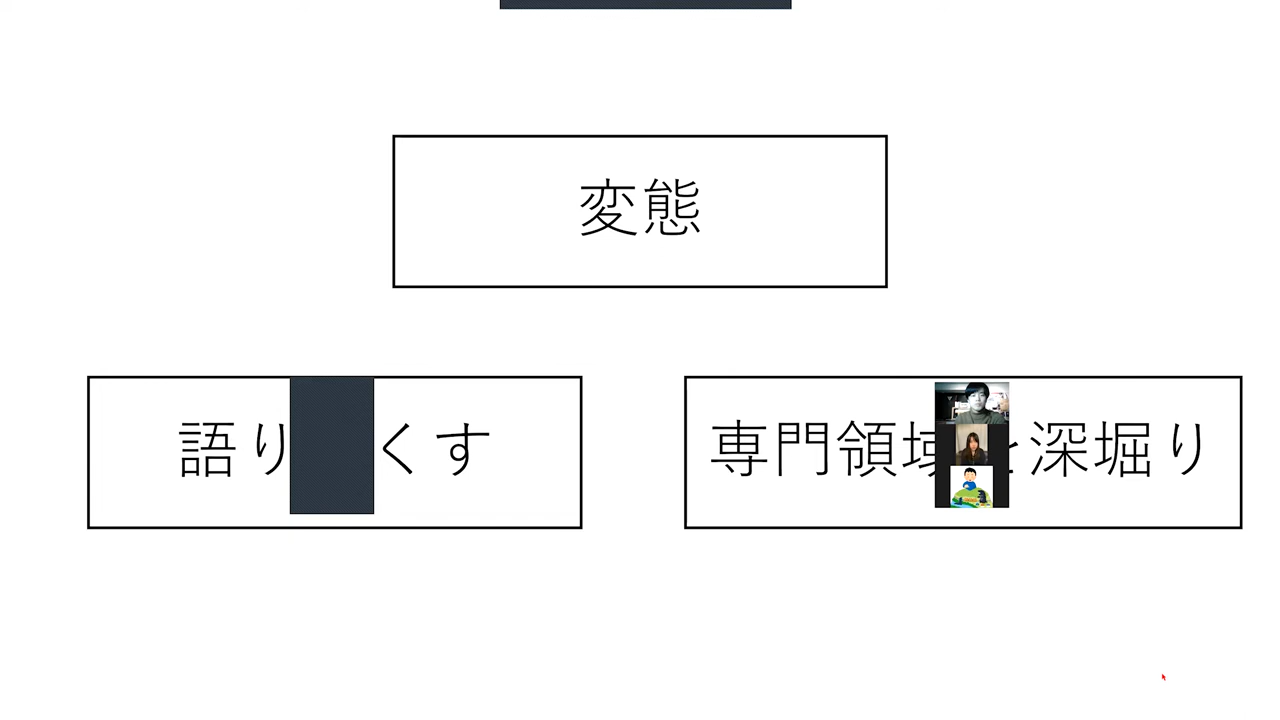 変態
語り くす
専門領域 深堀り